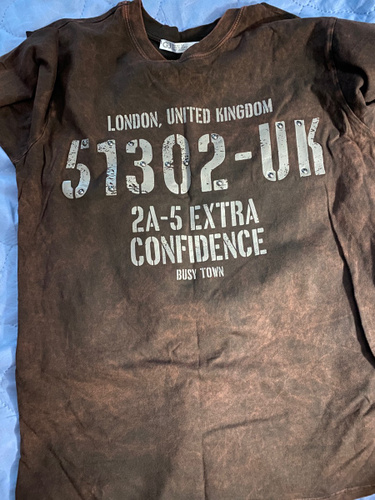 LONDON, UNITED KINGDOM
51302-UK
2A-5 EXTRA
CONFIDENCE
BUSY TOWN